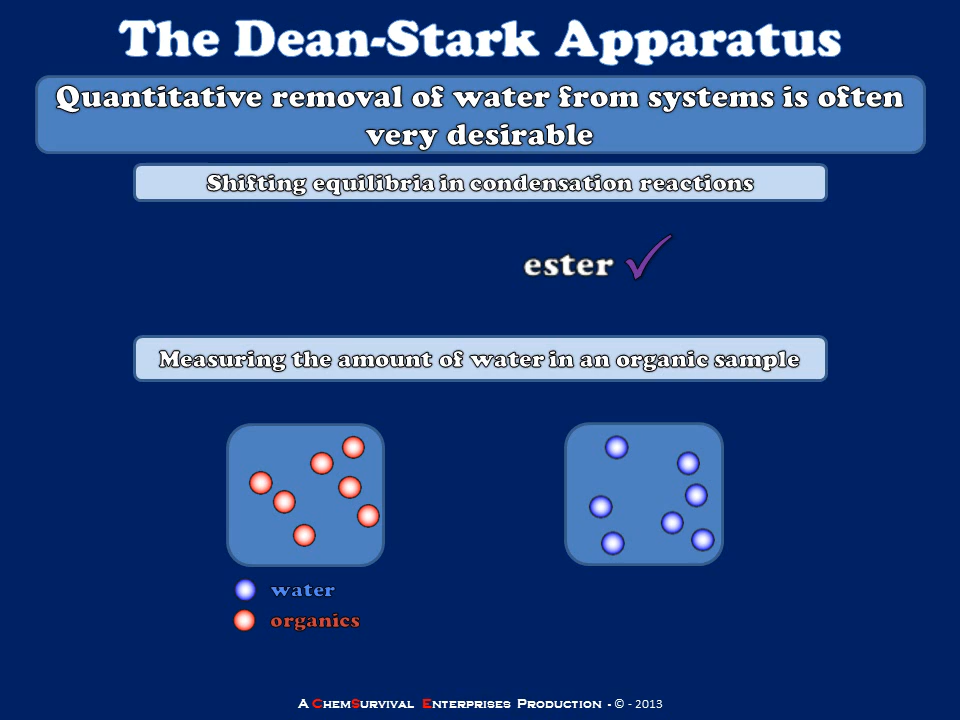 The Dean-Stark Apparatus
Quantitative removal of water from systems is often
very desirable
Shifting equilibria in condensation reactions
ester ✓
Measuring the amount of water in an organic sample
water
organics
A ChemSurvival Enterprises Production - © - 2013